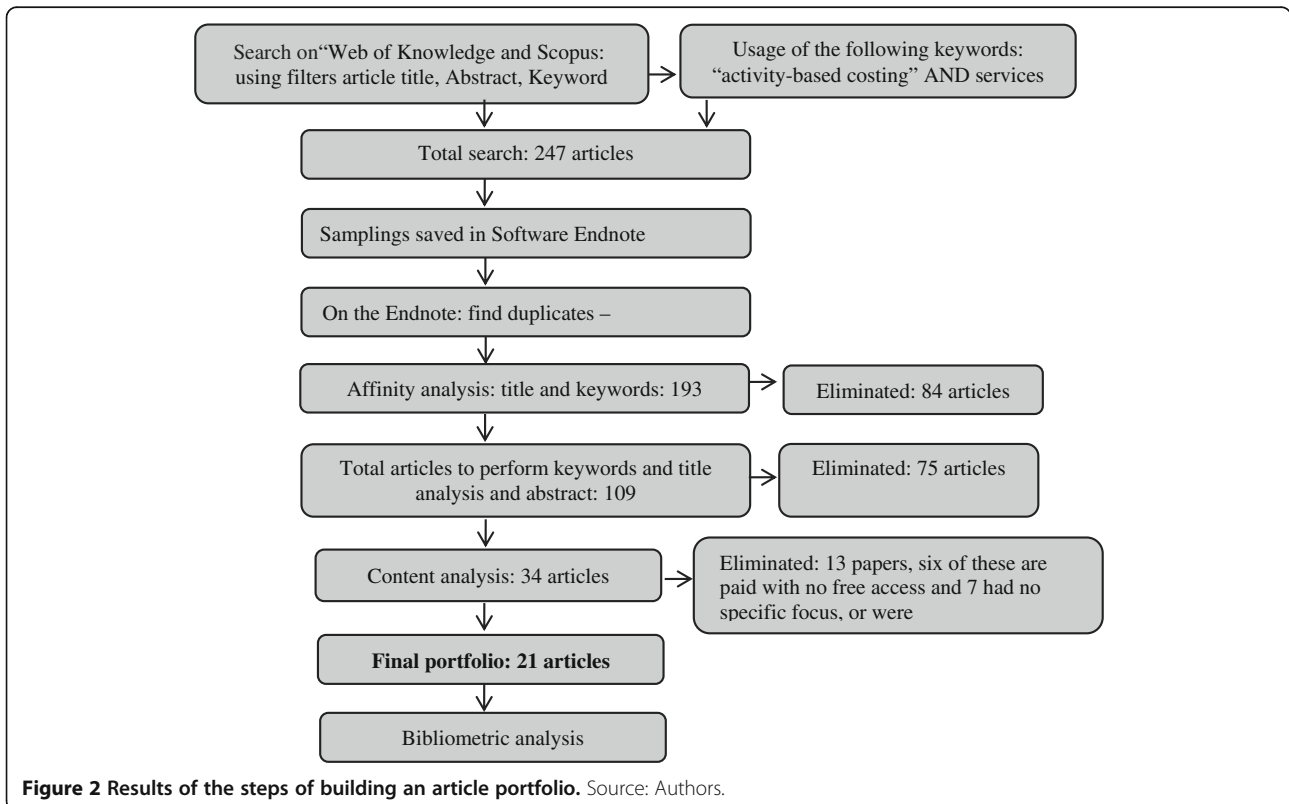 Search on“Web of Knowledge and Scopus:
using filters article title, Abstract, Keyword
Usage of the following keywords:
“activity-based costing” AND services
Total search: 247 articles
Samplings saved in Software Endnote
On the Endnote: find duplicates –
Affinity analysis: title and keywords: 193
Eliminated: 84 articles
Total articles to perform keywords and title
analysis and abstract: 109
Eliminated: 75 articles
Content analysis: 34 articles
Eliminated: 13 papers, six of these are
paid with no free access and 7 had no
specific focus, or were
Final portfolio: 21 articles
Bibliometric analysis
Figure 2 Results of the steps of building an article portfolio. Source: Authors.